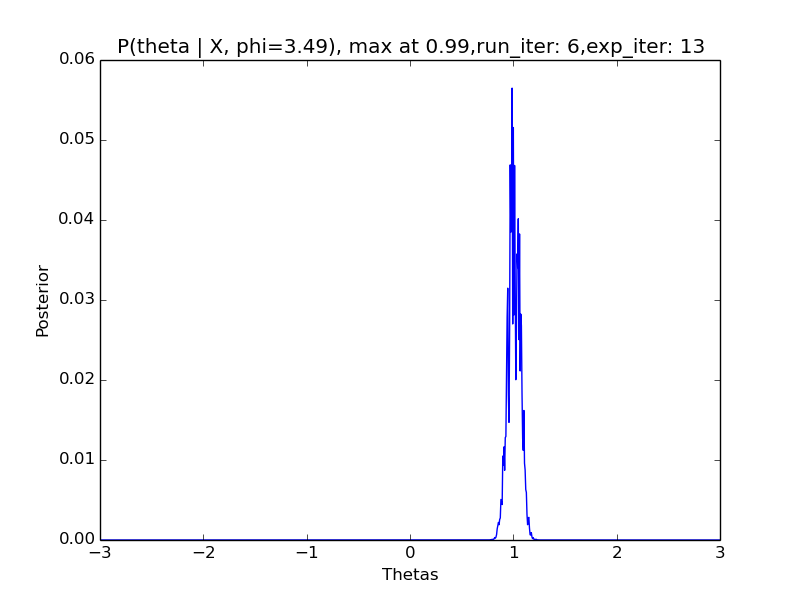 P(theta | X, phi=3.49), max at 0.99,run_iter: 6,exp_iter: 13
0.06
0.05
0.04
0.03
0.02
0.01
0.00
Posterior
−3 −2 −1 0 1 2 3
Thetas